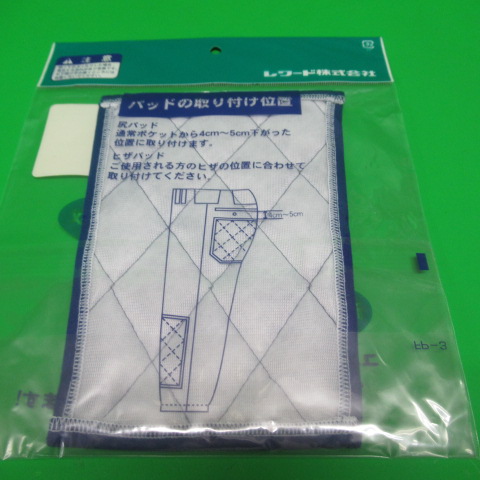 注意
レワード株式会社
パッドの取り付け位置
尻パッド
通常ポケットから4cm〜5cm下がった
位置に取り付けます。
ヒザパッド
ご使用される方のヒザの位置に合わせて
取り付けてください。
4cm〜5cm